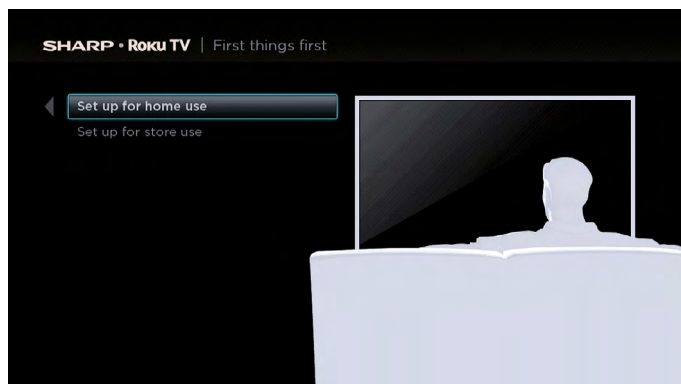 SHARP • Roku TV | First things first
Set up for home use
Set up for store use